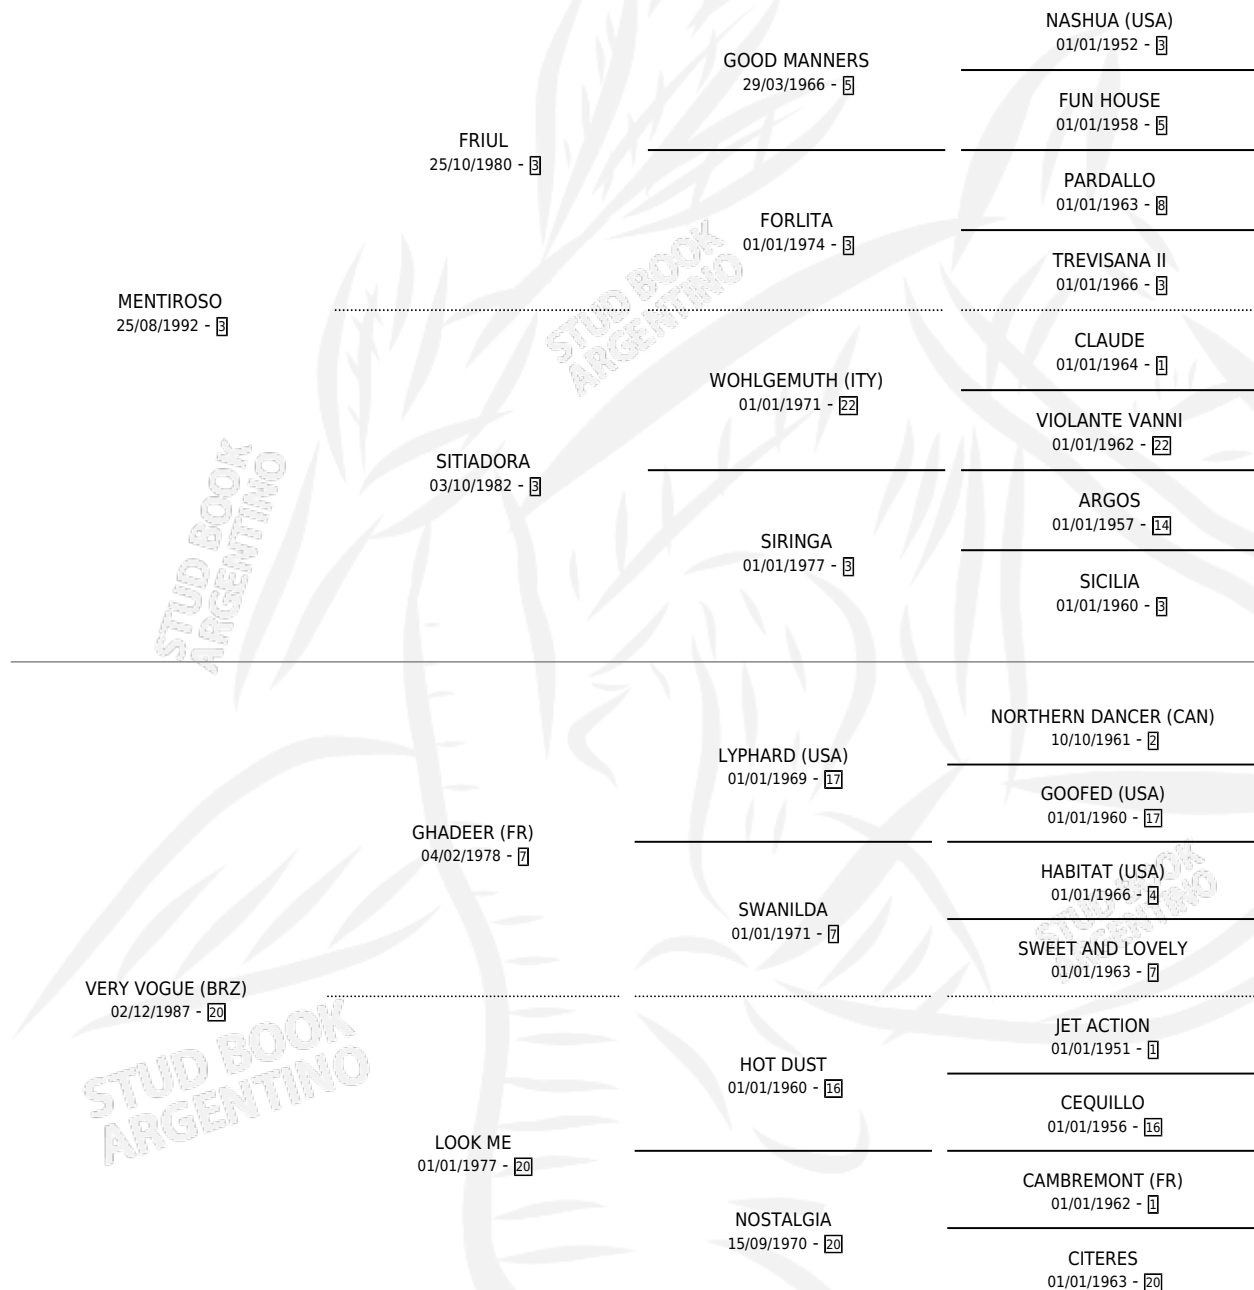 NASHUA (USA)
01/01/1952 - 3
GOOD MANNERS
29/03/1966 - 5
FUN HOUSE
01/01/1958 - 5
FRIUL
25/10/1980 - 3
PARDALLO
01/01/1963 - 8
FORLITA
01/01/1974 - 3
TREVISANA II
01/01/1966 - 3
MENTIROSO
25/08/1992 - 3
CLAUDE
01/01/1964 - 1
WOHLGEMUTH (ITY)
01/01/1971 - 22
VIOLANTE VANNI
01/01/1962 - 22
SITIADORA
03/10/1982 - 3
ARGOS
01/01/1957 - 14
SIRINGA
01/01/1977 - 3
SICILIA
01/01/1960 - 3
NORTHERN DANCER (CAN)
10/10/1961 - 2
LYPHARD (USA)
01/01/1969 - 17
GOOFED (USA)
01/01/1960 - 17
GHADEER (FR)
04/02/1978 - 7
HABITAT (USA)
01/01/1966 - 4
SWANILDA
01/01/1971 - 7
SWEET AND LOVELY
01/01/1963 - 7
VERY VOGUE (BRZ)
02/12/1987 - 20
JET ACTION
01/01/1951 - 1
HOT DUST
01/01/1960 - 16
CEQUILLO
01/01/1956 - 16
LOOK ME
01/01/1977 - 20
CAMBREMONT (FR)
01/01/1962 - 1
NOSTALGIA
15/09/1970 - 20
CITERES
01/01/1963 - 20
STUD BOOK
ARGENTINO
STUD BOOK
ARGENTINO
STUD BOOK
ARGENTINO
STUD BOOK
ARGENTINO